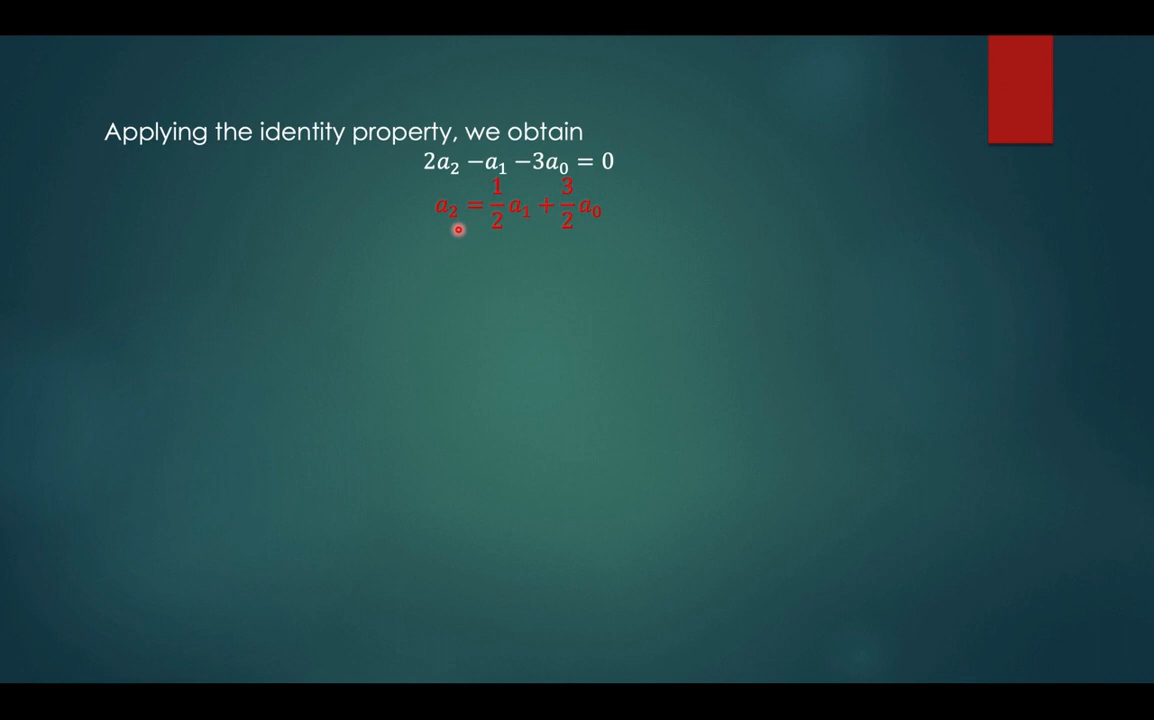 Applying the identity property, we obtain
2a₂ −a₁ −3a₀ = 0
a₂ = 1/2 a₁ + 3/2 a₀